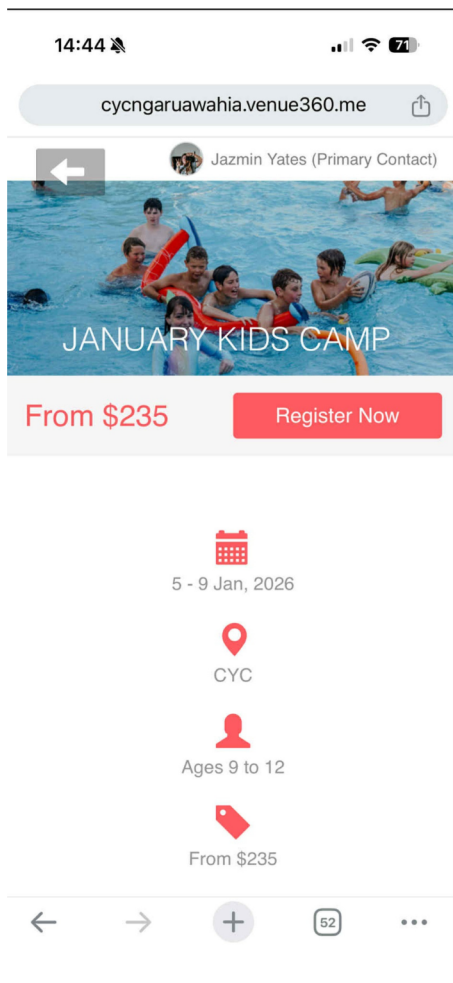 14:44
71
cycngaruawahia.venue360.me
Jazmin Yates (Primary Contact)
JANUARY KIDS CAMP
From $235
Register Now
5 - 9 Jan, 2026
CYC
Ages 9 to 12
From $235
52